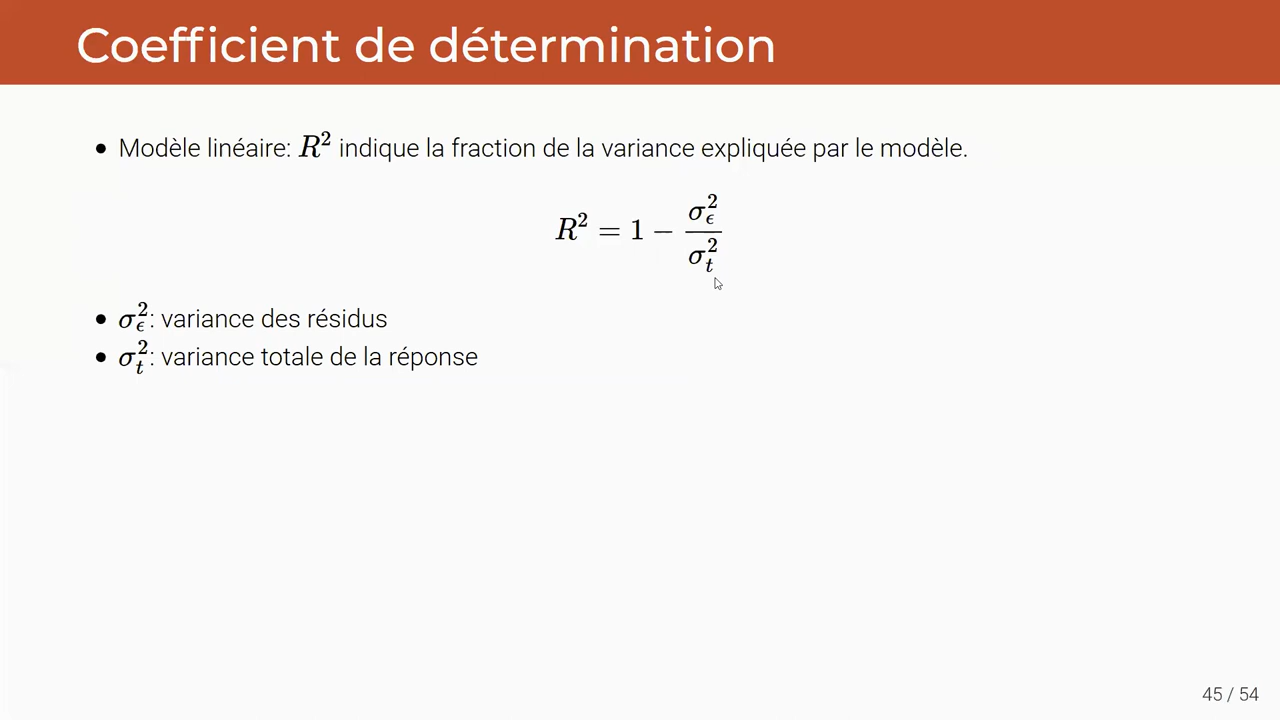 Coefficient de détermination
• Modèle linéaire: R² indique la fraction de la variance expliquée par le modèle.
R² = 1 − σ²_ϵ / σ²_t
• σ²_ϵ: variance des résidus
• σ²_t: variance totale de la réponse
45 / 54